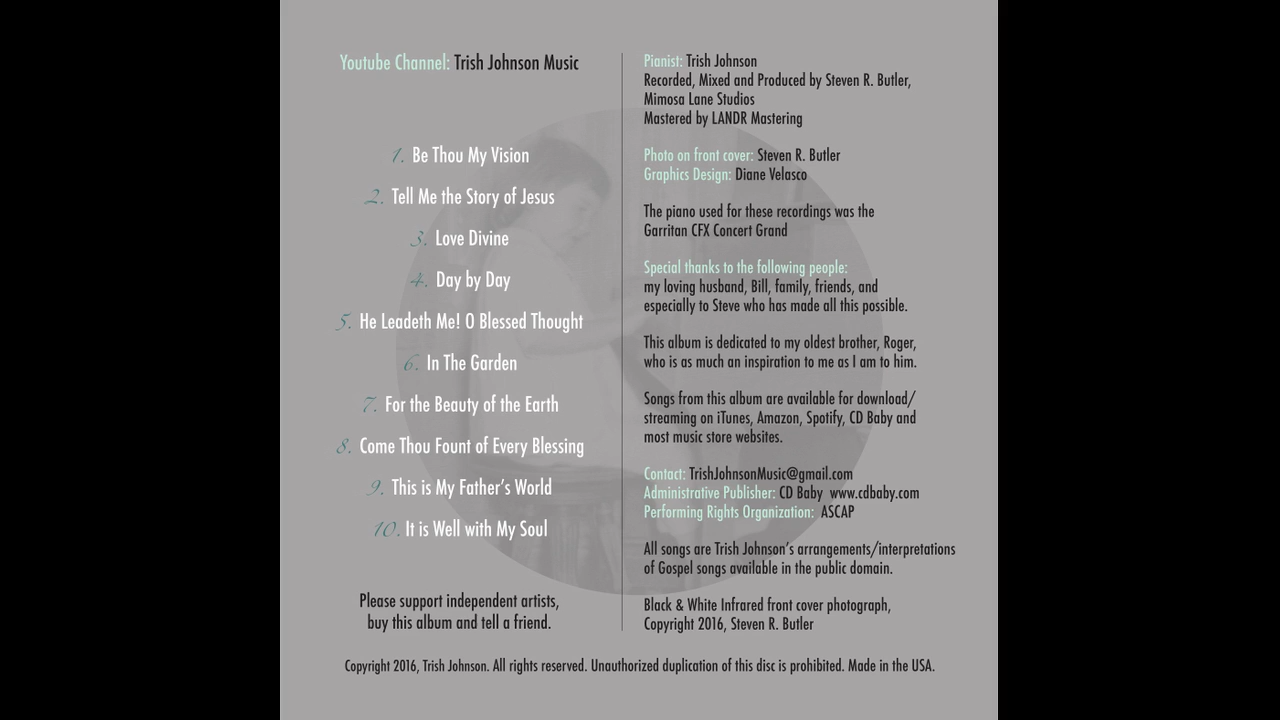 Youtube Channel: Trish Johnson Music
1. Be Thou My Vision
2. Tell Me the Story of Jesus
3. Love Divine
4. Day by Day
5. He Leadeth Me! O Blessed Thought
6. In The Garden
7. For the Beauty of the Earth
8. Come Thou Fount of Every Blessing
9. This is My Father's World
10. It is Well with My Soul
Please support independent artists,
buy this album and tell a friend.
Pianist: Trish Johnson
Recorded, Mixed and Produced by Steven R. Butler,
Mimosa Lane Studios
Mastered by LANDR Mastering
Photo on front cover: Steven R. Butler
Graphics Design: Diane Velasco
The piano used for these recordings was the
Garritan CFX Concert Grand
Special thanks to the following people:
my loving husband, Bill, family, friends, and
especially to Steve who has made all this possible.
This album is dedicated to my oldest brother, Roger,
who is as much an inspiration to me as I am to him.
Songs from this album are available for download/
streaming on iTunes, Amazon, Spotify, CD Baby and
most music store websites.
Contact: TrishJohnsonMusic@gmail.com
Administrative Publisher: CD Baby www.cdbaby.com
Performing Rights Organization: ASCAP
All songs are Trish Johnson's arrangements/interpretations
of Gospel songs available in the public domain.
Black & White Infrared front cover photograph,
Copyright 2016, Steven R. Butler
Copyright 2016, Trish Johnson. All rights reserved. Unauthorized duplication of this disc is prohibited. Made in the USA.